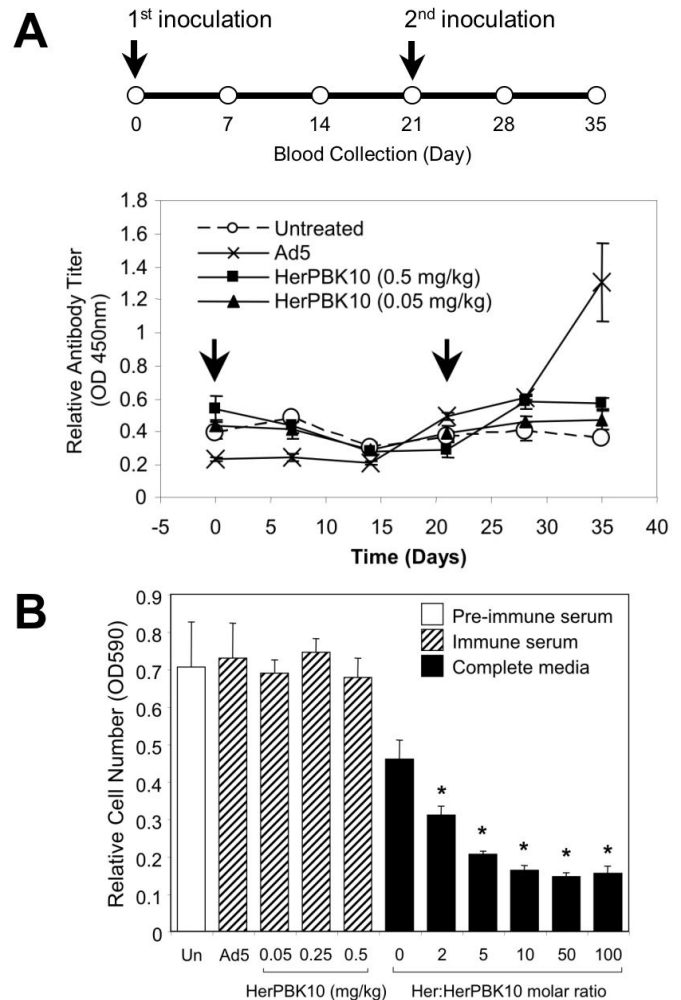 A
1st inoculation
2nd inoculation
0 7 14 21 28 35
Blood Collection (Day)
Relative Antibody Titer
(OD 450nm)
1.8
1.6
1.4
1.2
1
0.8
0.6
0.4
0.2
0
Untreated
Ad5
HerPBK10 (0.5 mg/kg)
HerPBK10 (0.05 mg/kg)
-5 0 5 10 15 20 25 30 35 40
Time (Days)
B
Relative Cell Number (OD590)
0.9
0.8
0.7
0.6
0.5
0.4
0.3
0.2
0.1
0
Pre-immune serum
Immune serum
Complete media
* * * * *
Un Ad5 0.05 0.25 0.5 0 2 5 10 50 100
HerPBK10 (mg/kg) Her:HerPBK10 molar ratio